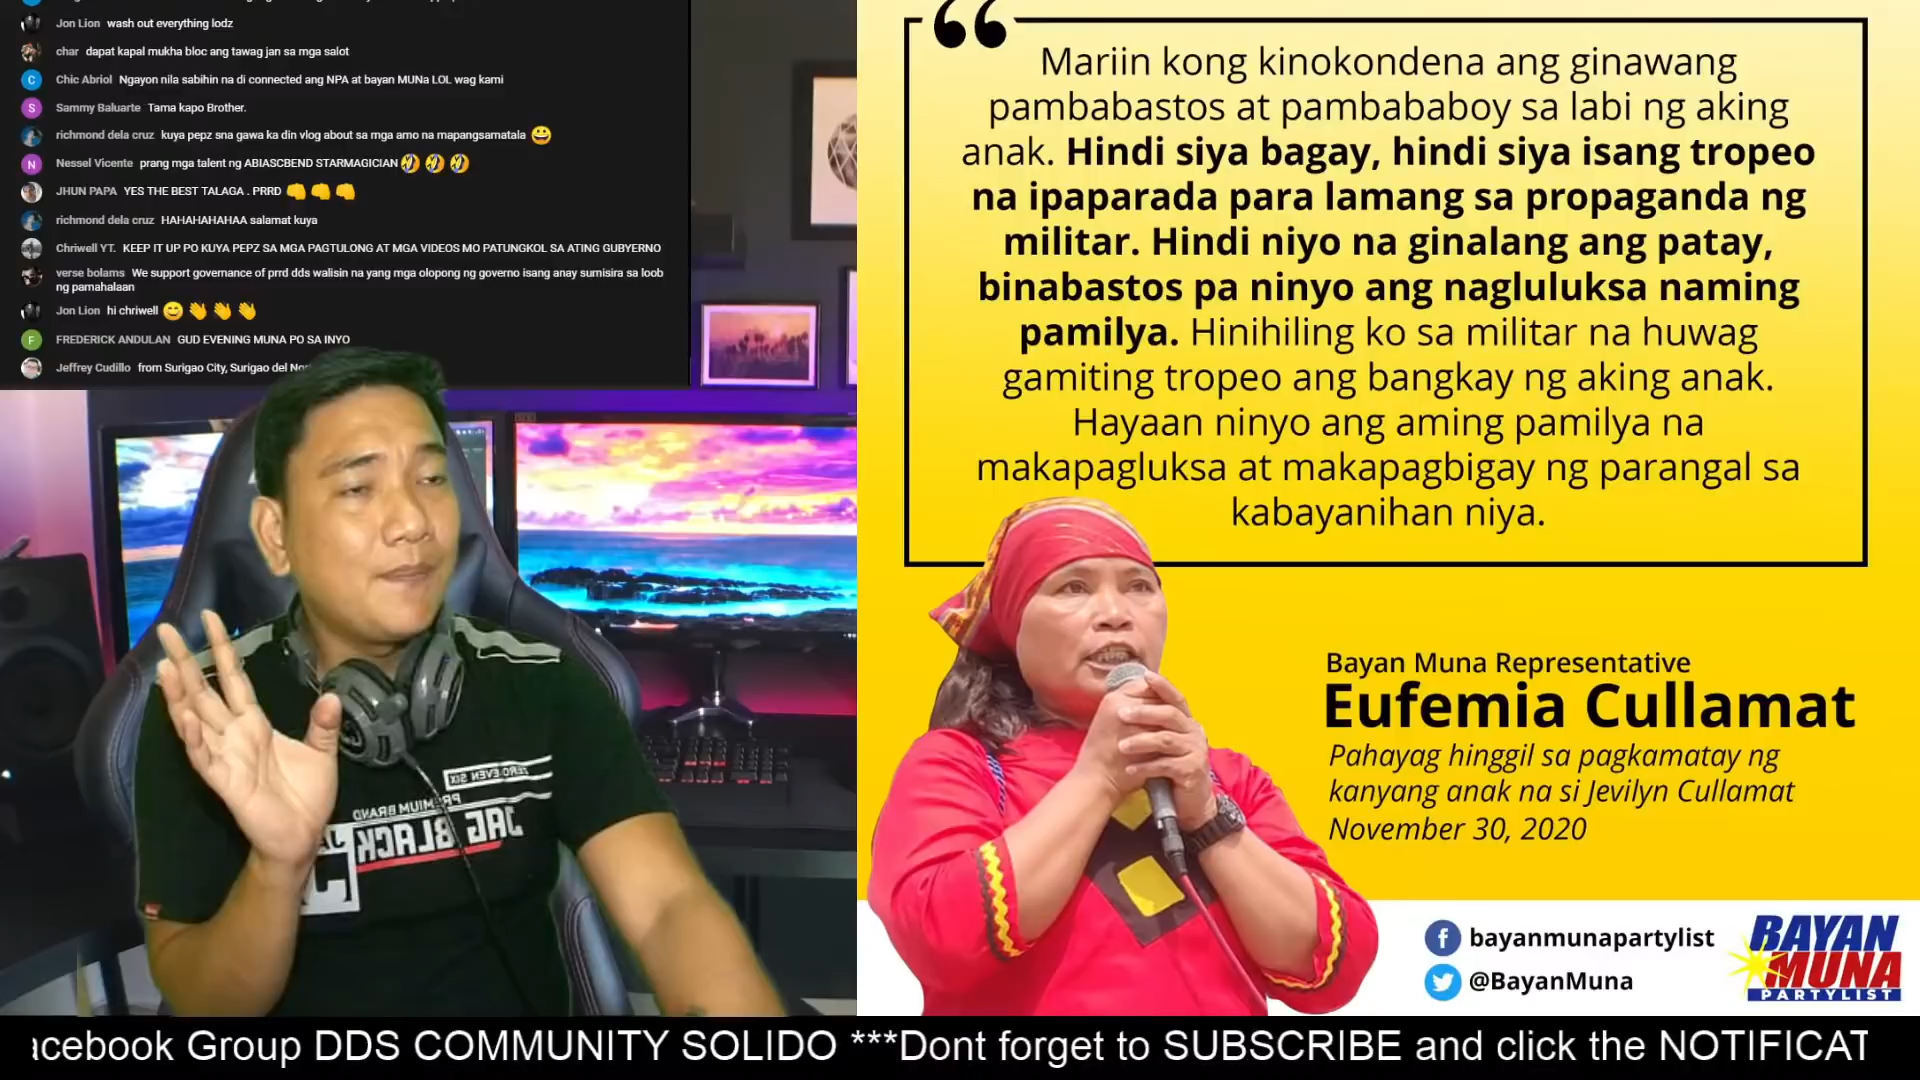 Jon Lion wash out everything lodz
char dapat kapal mukha bloc ang tawag jan sa mga salot
Chic Abriol Ngayon nila sabihin na di connected ang NPA at bayan MUNa LOL wag kami
Sammy Baluarte Tama kapo Brother.
richmond dela cruz kuya pepz sna gawa ka din vlog about sa mga amo na mapangsamatala
Nessel Vicente prang mga talent ng ABIASCBEND STARMAGICIAN
JHUN PAPA YES THE BEST TALAGA . PRRD
richmond dela cruz HAHAHAHAHAA salamat kuya
Chriwell YT. KEEP IT UP PO KUYA PEPZ SA MGA PAGTULONG AT MGA VIDEOS MO PATUNGKOL SA ATING GUBYERNO
verse bolams We support governance of prrd dds walisin na yang mga olopong ng governo isang anay sumisira sa loob
ng pamahalaan
Jon Lion hi chriwell
FREDERICK ANDULAN GUD EVENING MUNA PO SA INYO
Jeffrey Cudillo from Surigao City, Surigao del
ZERO EVEN SIX
PREMIUM BRAND
JAG BLACK
“
Mariin kong kinokondena ang ginawang
pambabastos at pambababoy sa labi ng aking
anak. Hindi siya bagay, hindi siya isang tropeo
na ipaparada para lamang sa propaganda ng
militar. Hindi niyo na ginalang ang patay,
binabastos pa ninyo ang nagluluksa naming
pamilya. Hinihiling ko sa militar na huwag
gamiting tropeo ang bangkay ng aking anak.
Hayaan ninyo ang aming pamilya na
makapagluksa at makapagbigay ng parangal sa
kabayanihan niya.
Bayan Muna Representative
Eufemia Cullamat
Pahayag hinggil sa pagkamatay ng
kanyang anak na si Jevilyn Cullamat
November 30, 2020
bayanmunapartylist
@BayanMuna
BAYAN
MUNA
PARTYLIST
acebook Group DDS COMMUNITY SOLIDO ***Dont forget to SUBSCRIBE and click the NOTIFICAT